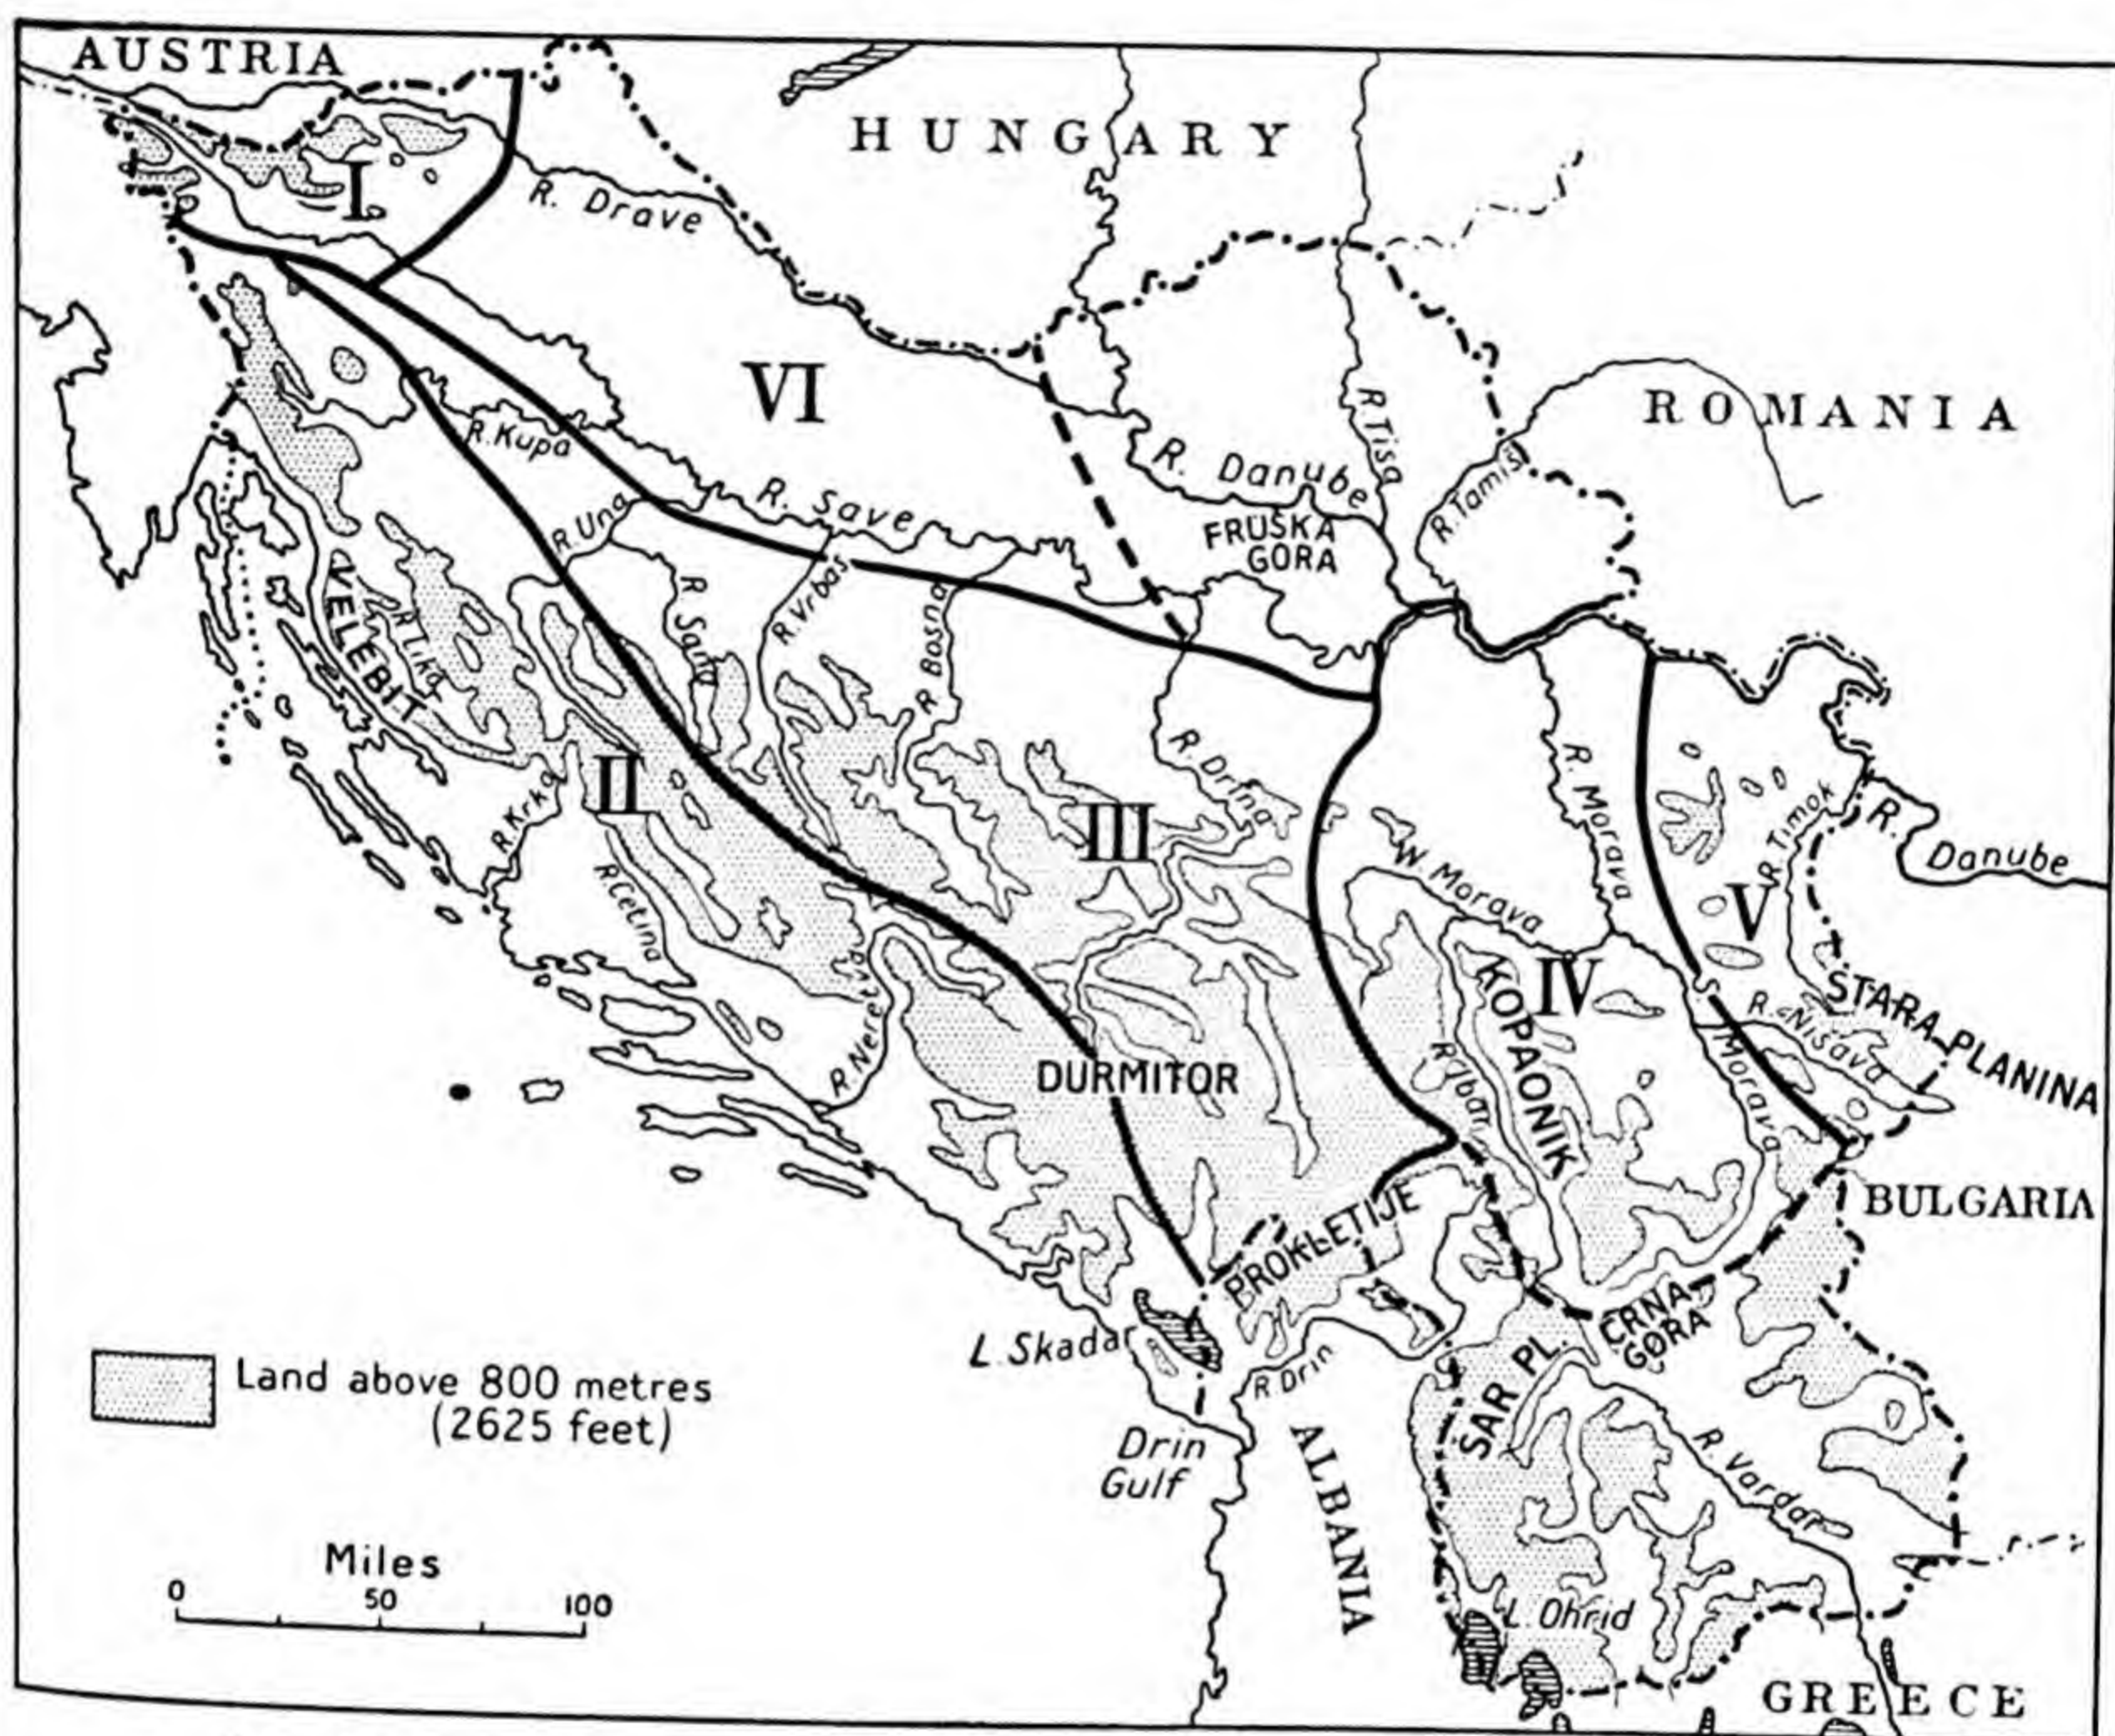 AUSTRIA
HUNGARY
I
R. Drave
VI
ROMANIA
R. Kupa
R. Danube
R. Tisa
R. Tamiš
R. Una
R. Save
FRUŠKA
GORA
R. Sana
R. Vrbas
R. Bosna
VELEBIT
R. Lika
II
R. Krka
R. Drina
III
R. Morava
R. Timok
R. Danube
W. Morava
V
R. Cetina
IV
KOPAONIK
STARA PLANINA
R. Nišava
R. Neretva
DURMITOR
R. Ibar
Morava
BULGARIA
PROKLETIJE
CRNA
GORA
ŠAR PL.
L. Skadar
R Drin
Land above 800 metres
(2625 feet)
Drin
Gulf
ALBANIA
R. Vardar
Miles
0 50 100
L. Ohrid
GREECE